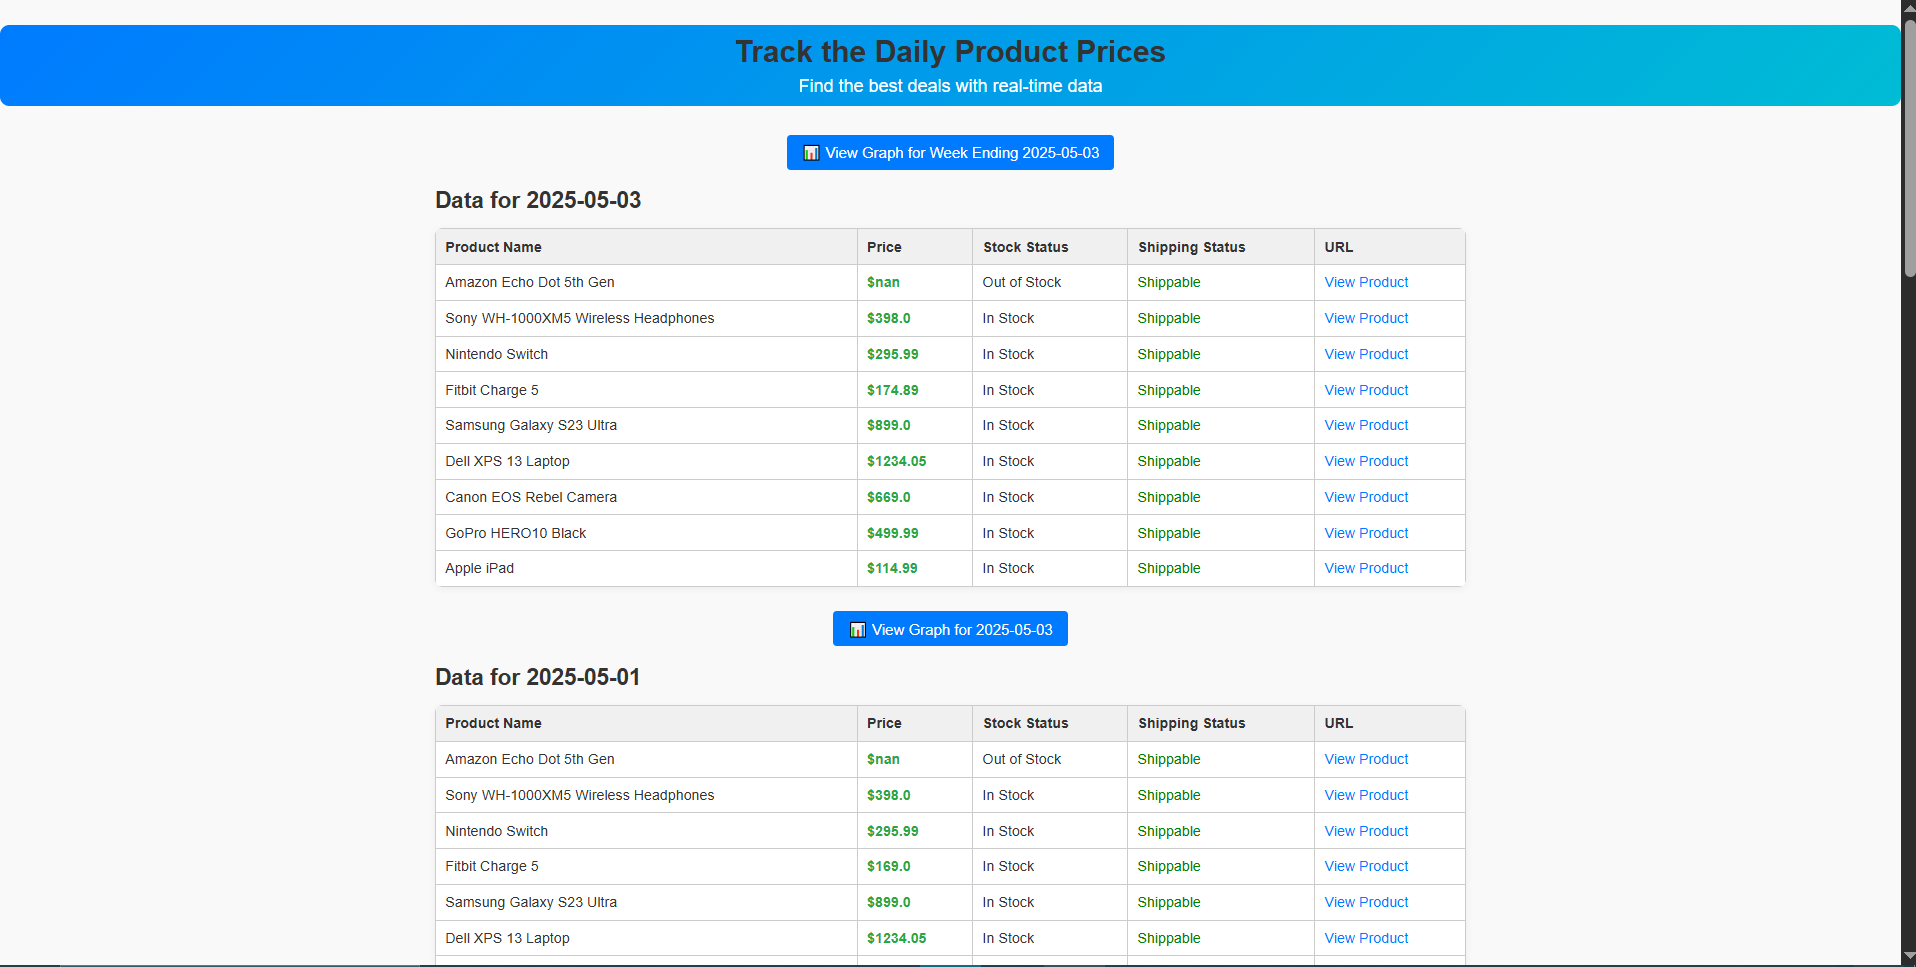 Track the Daily Product Prices
Find the best deals with real-time data
View Graph for Week Ending 2025-05-03
Data for 2025-05-03
Product Name Price Stock Status Shipping Status URL
Amazon Echo Dot 5th Gen $nan Out of Stock Shippable View Product
Sony WH-1000XM5 Wireless Headphones $398.0 In Stock Shippable View Product
Nintendo Switch $295.99 In Stock Shippable View Product
Fitbit Charge 5 $174.89 In Stock Shippable View Product
Samsung Galaxy S23 Ultra $899.0 In Stock Shippable View Product
Dell XPS 13 Laptop $1234.05 In Stock Shippable View Product
Canon EOS Rebel Camera $669.0 In Stock Shippable View Product
GoPro HERO10 Black $499.99 In Stock Shippable View Product
Apple iPad $114.99 In Stock Shippable View Product
View Graph for 2025-05-03
Data for 2025-05-01
Product Name Price Stock Status Shipping Status URL
Amazon Echo Dot 5th Gen $nan Out of Stock Shippable View Product
Sony WH-1000XM5 Wireless Headphones $398.0 In Stock Shippable View Product
Nintendo Switch $295.99 In Stock Shippable View Product
Fitbit Charge 5 $169.0 In Stock Shippable View Product
Samsung Galaxy S23 Ultra $899.0 In Stock Shippable View Product
Dell XPS 13 Laptop $1234.05 In Stock Shippable View Product